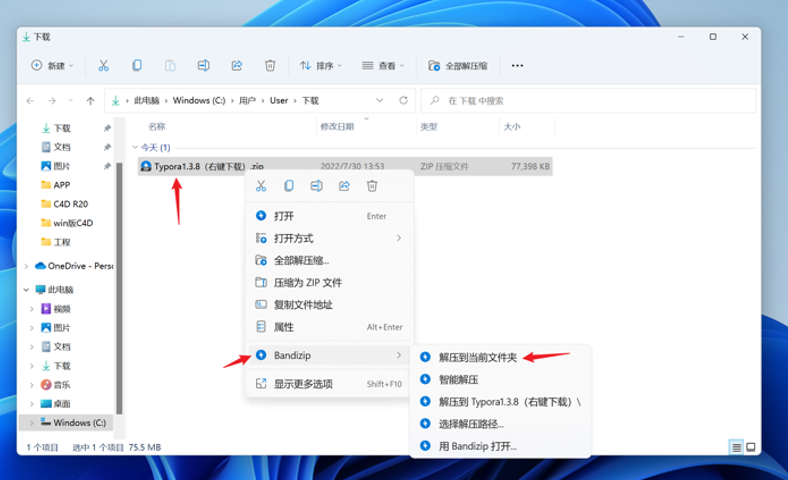 下载
新建
排序
查看
全部解压缩
此电脑 › Windows (C:) › 用户 › User › 下载
在 下载 中搜索
名称
修改日期
类型
大小
今天 (1)
Typora1.3.8（右键下载）.zip
2022/7/30 13:53
ZIP 压缩文件
77,398 KB
下载
文档
图片
APP
C4D R20
win版C4D
工程
OneDrive - Perso
此电脑
视频
图片
文档
下载
音乐
桌面
Windows (C:)
打开 Enter
打开方式
全部解压缩...
压缩为 ZIP 文件
复制文件地址
属性 Alt+Enter
Bandizip
显示更多选项 Shift+F10
解压到当前文件夹
智能解压
解压到 Typora1.3.8（右键下载）\
选择解压路径...
用 Bandizip 打开...
1 个项目
选中 1 个项目 75.5 MB